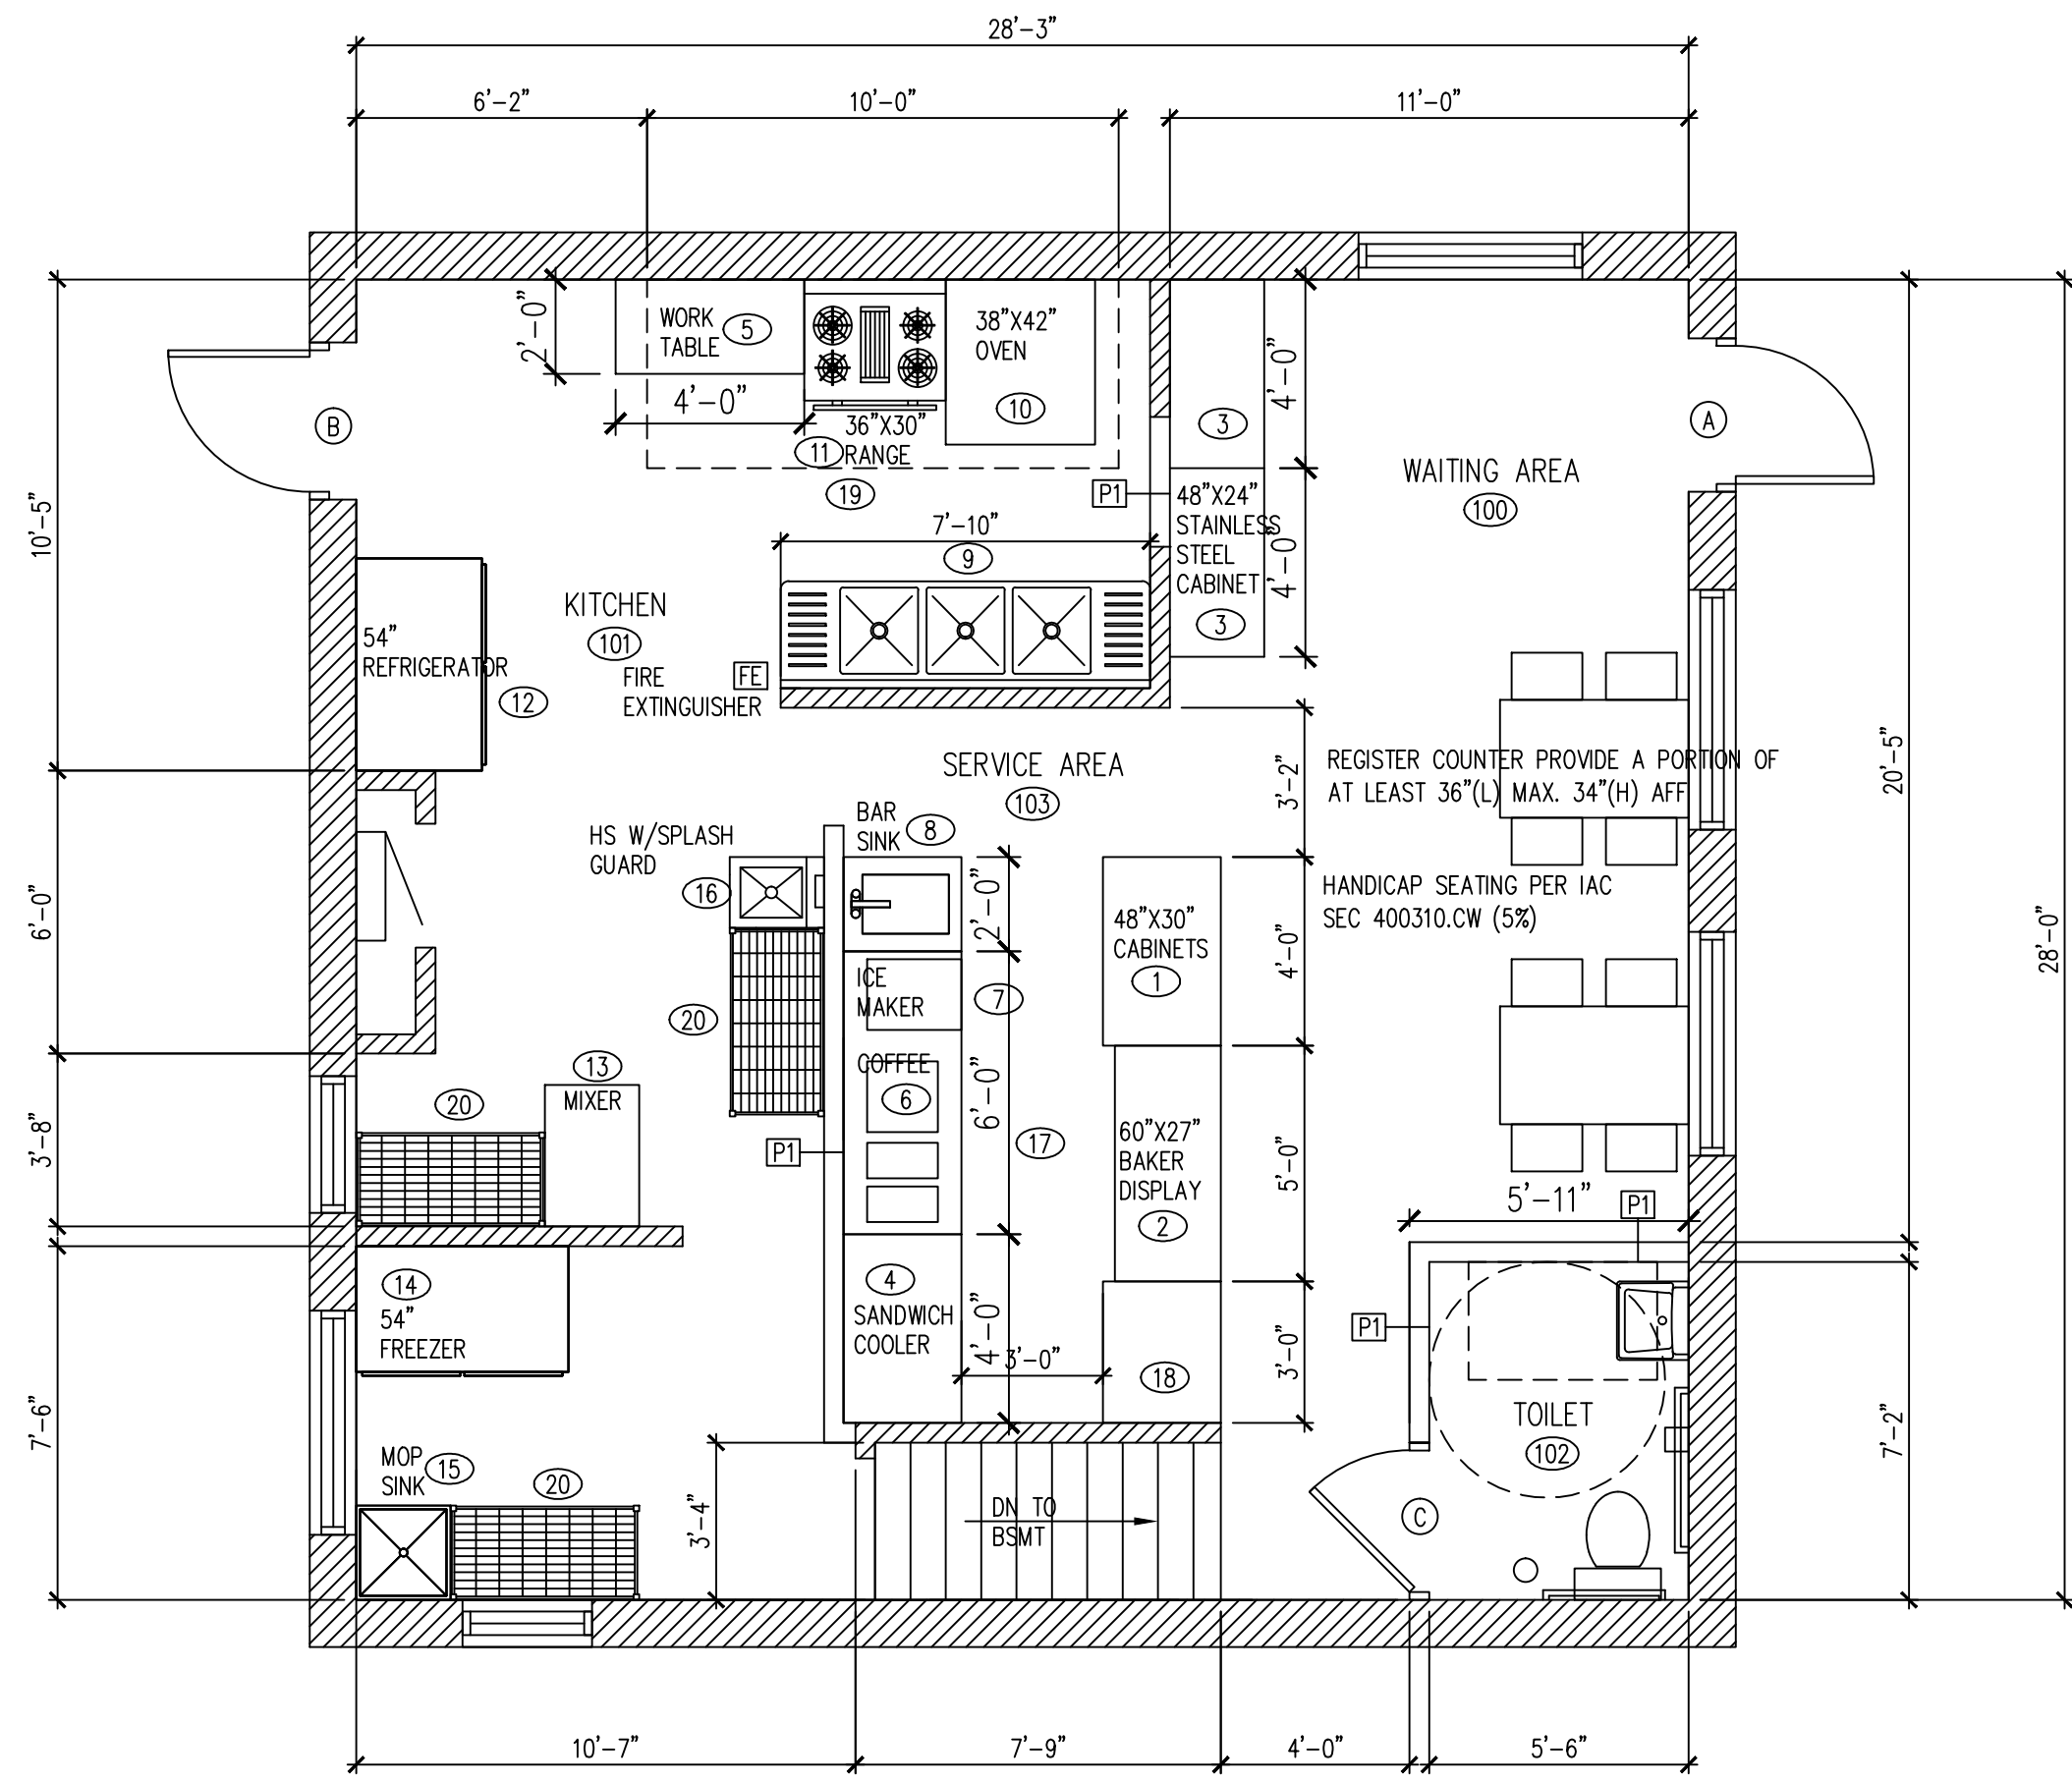 28'-3"
6'-2"
10'-0"
11'-0"
2'-0"
WORK
TABLE
5
4'-0"
38"X42"
OVEN
10
36"X30"
RANGE
11
19
4'-0"
3
B
A
WAITING AREA
100
P1
48"X24"
STAINLESS
STEEL
CABINET
3
4'-0"
7'-10"
9
10'-5"
KITCHEN
101
54"
REFRIGERATOR
12
FIRE
EXTINGUISHER
FE
SERVICE AREA
103
3'-2"
REGISTER COUNTER PROVIDE A PORTION OF
AT LEAST 36"(L) MAX. 34"(H) AFF
20'-5"
28'-0"
HS W/SPLASH
GUARD
16
BAR
SINK
8
2'-0"
6'-0"
48"X30"
CABINETS
1
4'-0"
HANDICAP SEATING PER IAC
SEC 400310.CW (5%)
ICE
MAKER
7
20
COFFEE
6
6'-0"
13
MIXER
20
3'-8"
P1
17
60"X27"
BAKER
DISPLAY
2
5'-0"
5'-11"
P1
14
54"
FREEZER
4
SANDWICH
COOLER
4'-0"
3'-0"
18
3'-0"
P1
TOILET
102
7'-2"
7'-6"
MOP
SINK
15
20
3'-4"
DN TO
BSMT
C
10'-7"
7'-9"
4'-0"
5'-6"